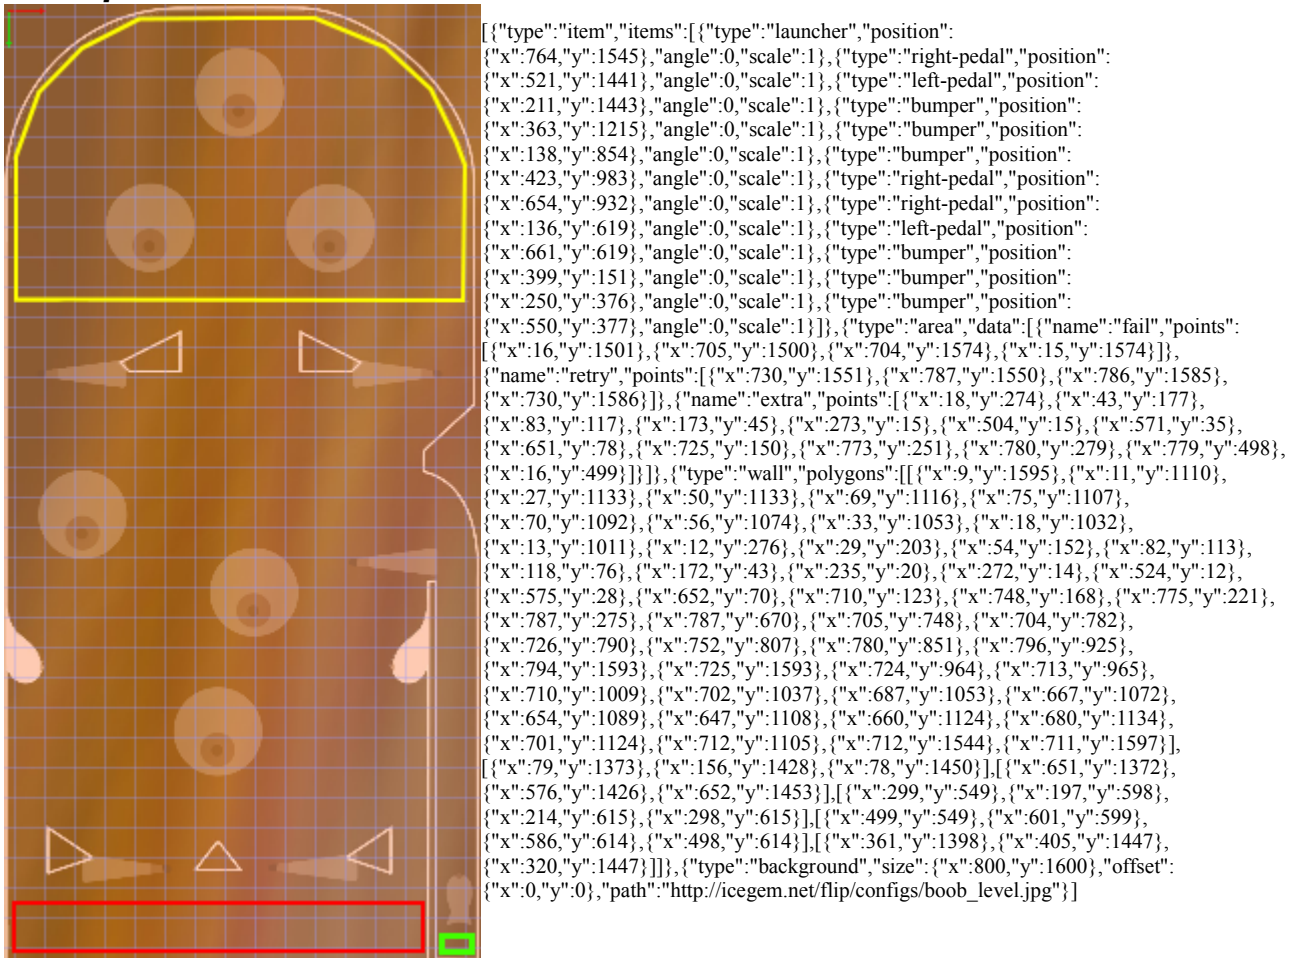 [{"type":"item","items":[{"type":"launcher","position":
{"x":764,"y":1545},"angle":0,"scale":1},{"type":"right-pedal","position":
{"x":521,"y":1441},"angle":0,"scale":1},{"type":"left-pedal","position":
{"x":211,"y":1443},"angle":0,"scale":1},{"type":"bumper","position":
{"x":363,"y":1215},"angle":0,"scale":1},{"type":"bumper","position":
{"x":138,"y":854},"angle":0,"scale":1},{"type":"bumper","position":
{"x":423,"y":983},"angle":0,"scale":1},{"type":"right-pedal","position":
{"x":654,"y":932},"angle":0,"scale":1},{"type":"right-pedal","position":
{"x":136,"y":619},"angle":0,"scale":1},{"type":"left-pedal","position":
{"x":661,"y":619},"angle":0,"scale":1},{"type":"bumper","position":
{"x":399,"y":151},"angle":0,"scale":1},{"type":"bumper","position":
{"x":250,"y":376},"angle":0,"scale":1},{"type":"bumper","position":
{"x":550,"y":377},"angle":0,"scale":1}]},{"type":"area","data":[{"name":"fail","points":
[{"x":16,"y":1501},{"x":705,"y":1500},{"x":704,"y":1574},{"x":15,"y":1574}]},
{"name":"retry","points":[{"x":730,"y":1551},{"x":787,"y":1550},{"x":786,"y":1585},
{"x":730,"y":1586}]},{"name":"extra","points":[{"x":18,"y":274},{"x":43,"y":177},
{"x":83,"y":117},{"x":173,"y":45},{"x":273,"y":15},{"x":504,"y":15},{"x":571,"y":35},
{"x":651,"y":78},{"x":725,"y":150},{"x":773,"y":251},{"x":780,"y":279},{"x":779,"y":498},
{"x":16,"y":499}]}]},{"type":"wall","polygons":[[{"x":9,"y":1595},{"x":11,"y":1110},
{"x":27,"y":1133},{"x":50,"y":1133},{"x":69,"y":1116},{"x":75,"y":1107},
{"x":70,"y":1092},{"x":56,"y":1074},{"x":33,"y":1053},{"x":18,"y":1032},
{"x":13,"y":1011},{"x":12,"y":276},{"x":29,"y":203},{"x":54,"y":152},{"x":82,"y":113},
{"x":118,"y":76},{"x":172,"y":43},{"x":235,"y":20},{"x":272,"y":14},{"x":524,"y":12},
{"x":575,"y":28},{"x":652,"y":70},{"x":710,"y":123},{"x":748,"y":168},{"x":775,"y":221},
{"x":787,"y":275},{"x":787,"y":670},{"x":705,"y":748},{"x":704,"y":782},
{"x":726,"y":790},{"x":752,"y":807},{"x":780,"y":851},{"x":796,"y":925},
{"x":794,"y":1593},{"x":725,"y":1593},{"x":724,"y":964},{"x":713,"y":965},
{"x":710,"y":1009},{"x":702,"y":1037},{"x":687,"y":1053},{"x":667,"y":1072},
{"x":654,"y":1089},{"x":647,"y":1108},{"x":660,"y":1124},{"x":680,"y":1134},
{"x":701,"y":1124},{"x":712,"y":1105},{"x":712,"y":1544},{"x":711,"y":1597}],
[{"x":79,"y":1373},{"x":156,"y":1428},{"x":78,"y":1450}],[{"x":651,"y":1372},
{"x":576,"y":1426},{"x":652,"y":1453}],[{"x":299,"y":549},{"x":197,"y":598},
{"x":214,"y":615},{"x":298,"y":615}],[{"x":499,"y":549},{"x":601,"y":599},
{"x":586,"y":614},{"x":498,"y":614}],[{"x":361,"y":1398},{"x":405,"y":1447},
{"x":320,"y":1447}]]},{"type":"background","size":{"x":800,"y":1600},"offset":
{"x":0,"y":0},"path":"http://icegem.net/flip/configs/boob_level.jpg"}]